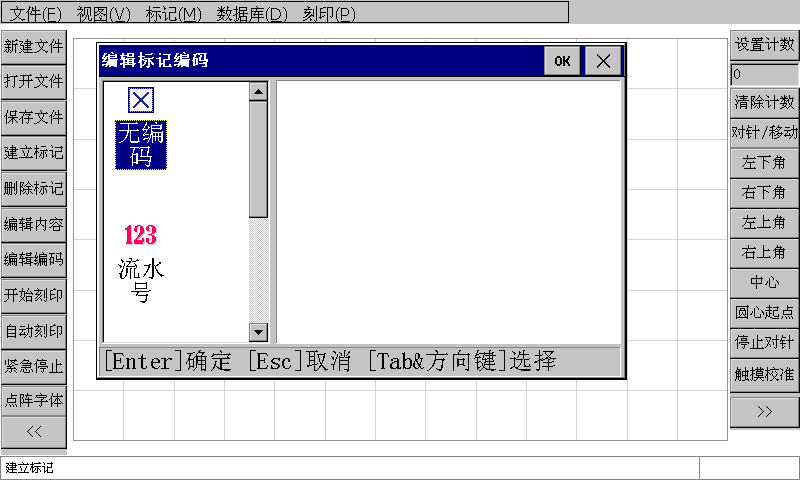 文件(F) 视图(V) 标记(M) 数据库(D) 刻印(P)
新建文件
打开文件
保存文件
建立标记
删除标记
编辑内容
编辑编码
开始刻印
自动刻印
紧急停止
点阵字体
<<
编辑标记编码
OK
无编
码
123
流水
号
[Enter]确定 [Esc]取消 [Tab&方向键]选择
设置计数
0
清除计数
对针/移动
左下角
右下角
左上角
右上角
中心
圆心起点
停止对针
触摸校准
>>
建立标记